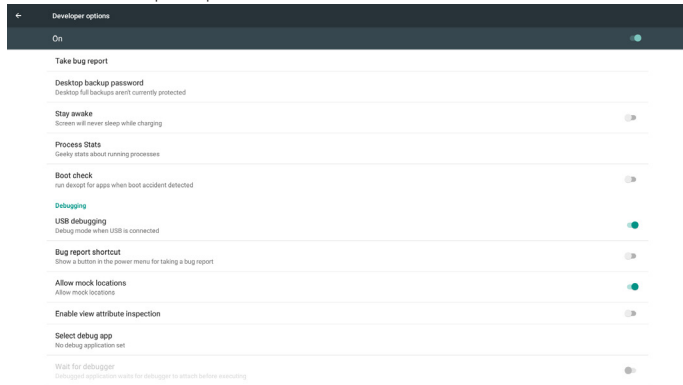 Developer options
On
Take bug report
Desktop backup password
Desktop full backups aren't currently protected
Stay awake
Screen will never sleep while charging
Process Stats
Geeky stats about running processes
Boot check
run dexopt for apps when boot accident detected
Debugging
USB debugging
Debug mode when USB is connected
Bug report shortcut
Show a button in the power menu for taking a bug report
Allow mock locations
Allow mock locations
Enable view attribute inspection
Select debug app
No debug application set
Wait for debugger
Debugged application waits for debugger to attach before executing